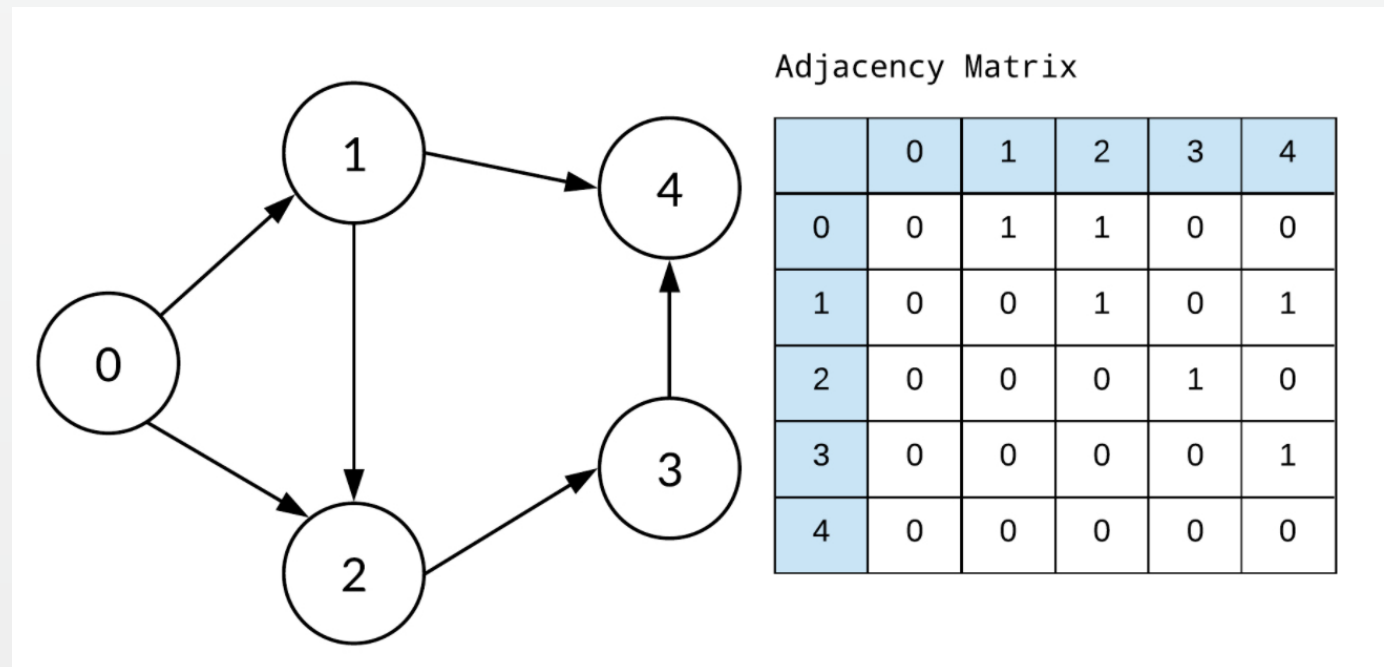 Adjacency Matrix
1
4
0
3
2
0 1 2 3 4
0 0 1 1 0 0
1 0 0 1 0 1
2 0 0 0 1 0
3 0 0 0 0 1
4 0 0 0 0 0